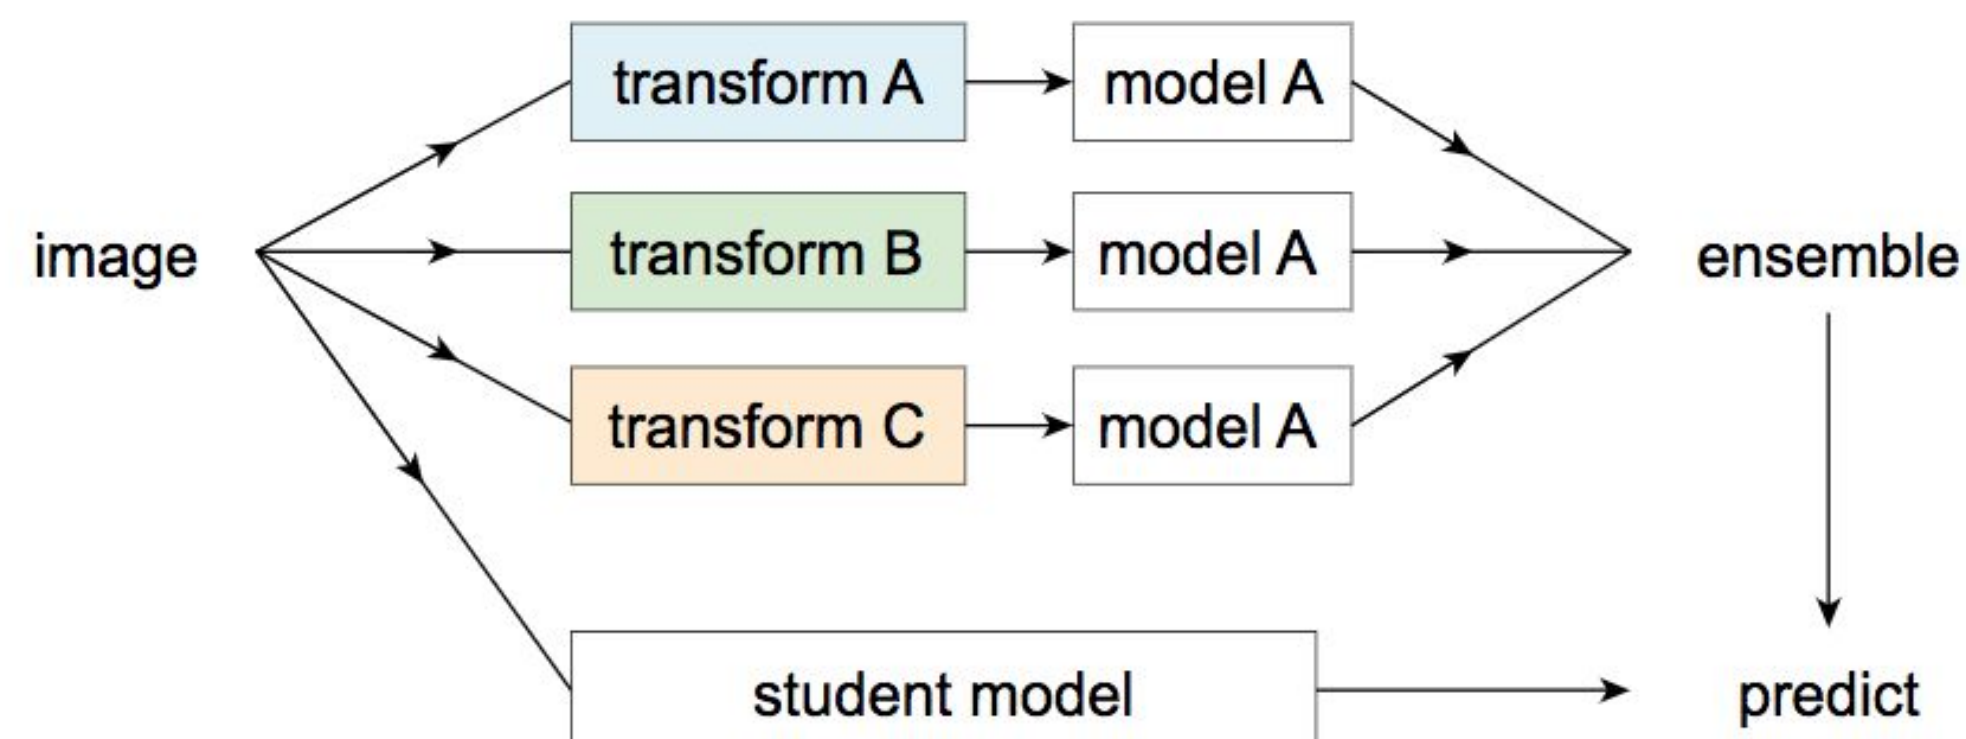 transform A
model A
image
transform B
model A
ensemble
transform C
model A
student model
predict